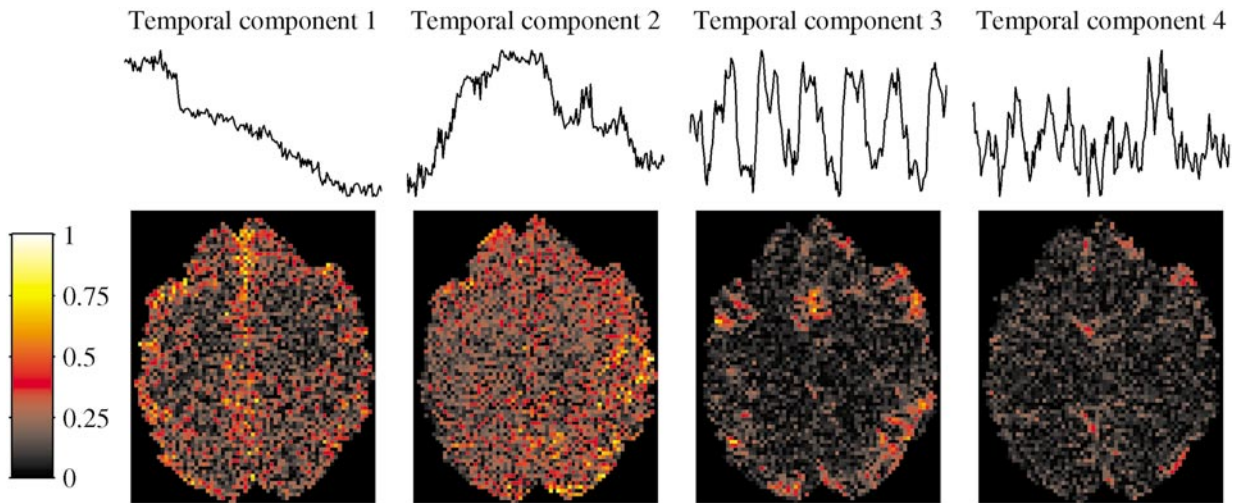 Temporal component 1
Temporal component 2
Temporal component 3
Temporal component 4
1
0.75
0.5
0.25
0